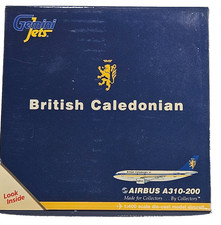 Gemini
Jets
British Caledonian
AIRBUS A310-200
Made for Collectors ... By Collectors
Look
Inside